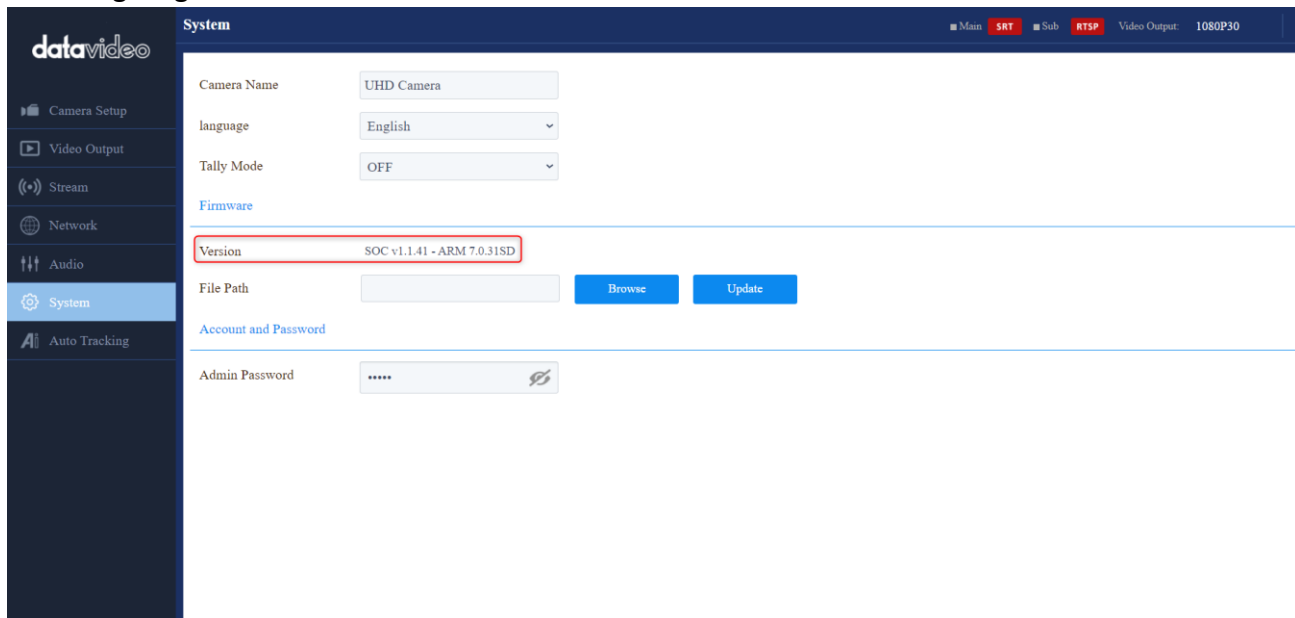 datavideo
System
Main SRT Sub RTSP Video Output: 1080P30
Camera Setup
Video Output
Stream
Network
Audio
System
Auto Tracking
Camera Name UHD Camera
language English
Tally Mode OFF
Firmware
Version SOC v1.1.41 - ARM 7.0.31SD
File Path Browse Update
Account and Password
Admin Password •••••